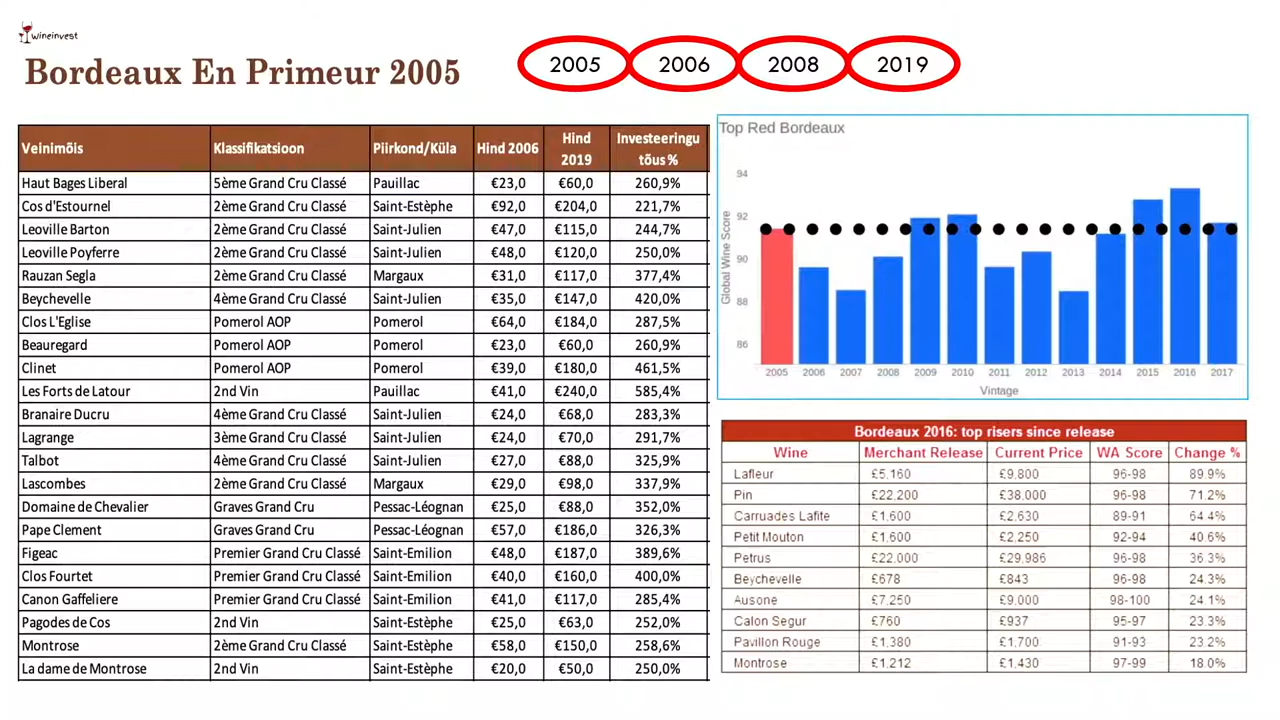 wineinvest
Bordeaux En Primeur 2005
2005 2006 2008 2019
Veinimõis Klassifikatsioon Piirkond/Küla Hind 2006 Hind 2019 Investeeringu tõus %
Haut Bages Liberal 5ème Grand Cru Classé Pauillac €23,0 €60,0 260,9%
Cos d'Estournel 2ème Grand Cru Classé Saint-Estèphe €92,0 €204,0 221,7%
Leoville Barton 2ème Grand Cru Classé Saint-Julien €47,0 €115,0 244,7%
Leoville Poyferre 2ème Grand Cru Classé Saint-Julien €48,0 €120,0 250,0%
Rauzan Segla 2ème Grand Cru Classé Margaux €31,0 €117,0 377,4%
Beychevelle 4ème Grand Cru Classé Saint-Julien €35,0 €147,0 420,0%
Clos L'Eglise Pomerol AOP Pomerol €64,0 €184,0 287,5%
Beauregard Pomerol AOP Pomerol €23,0 €60,0 260,9%
Clinet Pomerol AOP Pomerol €39,0 €180,0 461,5%
Les Forts de Latour 2nd Vin Pauillac €41,0 €240,0 585,4%
Branaire Ducru 4ème Grand Cru Classé Saint-Julien €24,0 €68,0 283,3%
Lagrange 3ème Grand Cru Classé Saint-Julien €24,0 €70,0 291,7%
Talbot 4ème Grand Cru Classé Saint-Julien €27,0 €88,0 325,9%
Lascombes 2ème Grand Cru Classé Margaux €29,0 €98,0 337,9%
Domaine de Chevalier Graves Grand Cru Pessac-Léognan €25,0 €88,0 352,0%
Pape Clement Graves Grand Cru Pessac-Léognan €57,0 €186,0 326,3%
Figeac Premier Grand Cru Classé Saint-Emilion €48,0 €187,0 389,6%
Clos Fourtet Premier Grand Cru Classé Saint-Emilion €40,0 €160,0 400,0%
Canon Gaffeliere Premier Grand Cru Classé Saint-Emilion €41,0 €117,0 285,4%
Pagodes de Cos 2nd Vin Saint-Estèphe €25,0 €63,0 252,0%
Montrose 2ème Grand Cru Classé Saint-Estèphe €58,0 €150,0 258,6%
La dame de Montrose 2nd Vin Saint-Estèphe €20,0 €50,0 250,0%
Top Red Bordeaux
Global Wine Score
94
92
90
88
86
2005 2006 2007 2008 2009 2010 2011 2012 2013 2014 2015 2016 2017
Vintage
Bordeaux 2016: top risers since release
Wine Merchant Release Current Price WA Score Change %
Lafleur £5,160 £9,800 96-98 89.9%
Pin £22,200 £38,000 96-98 71.2%
Carruades Lafite £1,600 £2,630 89-91 64.4%
Petit Mouton £1,600 £2,250 92-94 40.6%
Petrus £22,000 £29,986 96-98 36.3%
Beychevelle £678 £843 96-98 24.3%
Ausone £7,250 £9,000 98-100 24.1%
Calon Segur £760 £937 95-97 23.3%
Pavillon Rouge £1,380 £1,700 91-93 23.2%
Montrose £1,212 £1,430 97-99 18.0%